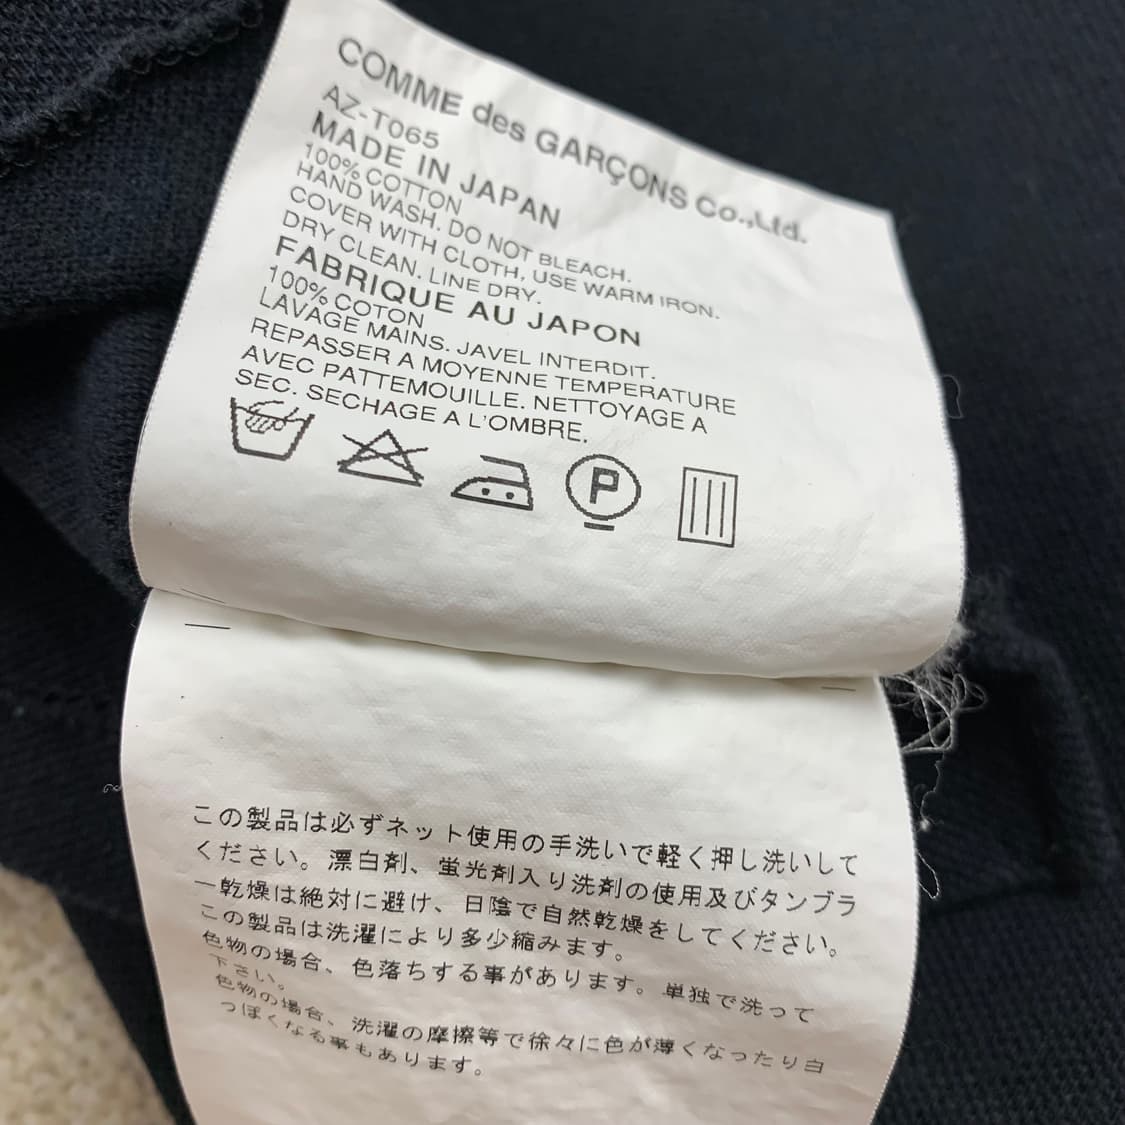 COMME des GARÇONS Co.,Ltd.
AZ-T065
MADE IN JAPAN
100% COTTON
HAND WASH. DO NOT BLEACH.
COVER WITH CLOTH, USE WARM IRON.
DRY CLEAN. LINE DRY.
FABRIQUE AU JAPON
100% COTON
LAVAGE MAINS. JAVEL INTERDIT.
REPASSER A MOYENNE TEMPERATURE
AVEC PATTEMOUILLE. NETTOYAGE A
SEC. SECHAGE A L'OMBRE.
P
この製品は必ずネット使用の手洗いで軽く押し洗いして
ください。漂白剤、蛍光剤入り洗剤の使用及びタンブラ
ー乾燥は絶対に避け、日陰で自然乾燥をしてください。
この製品は洗濯により多少縮みます。
色物の場合、色落ちする事があります。単独で洗って
下さい。
色物の場合、洗濯の摩擦等で徐々に色が薄くなったり白
っぽくなる事もあります。